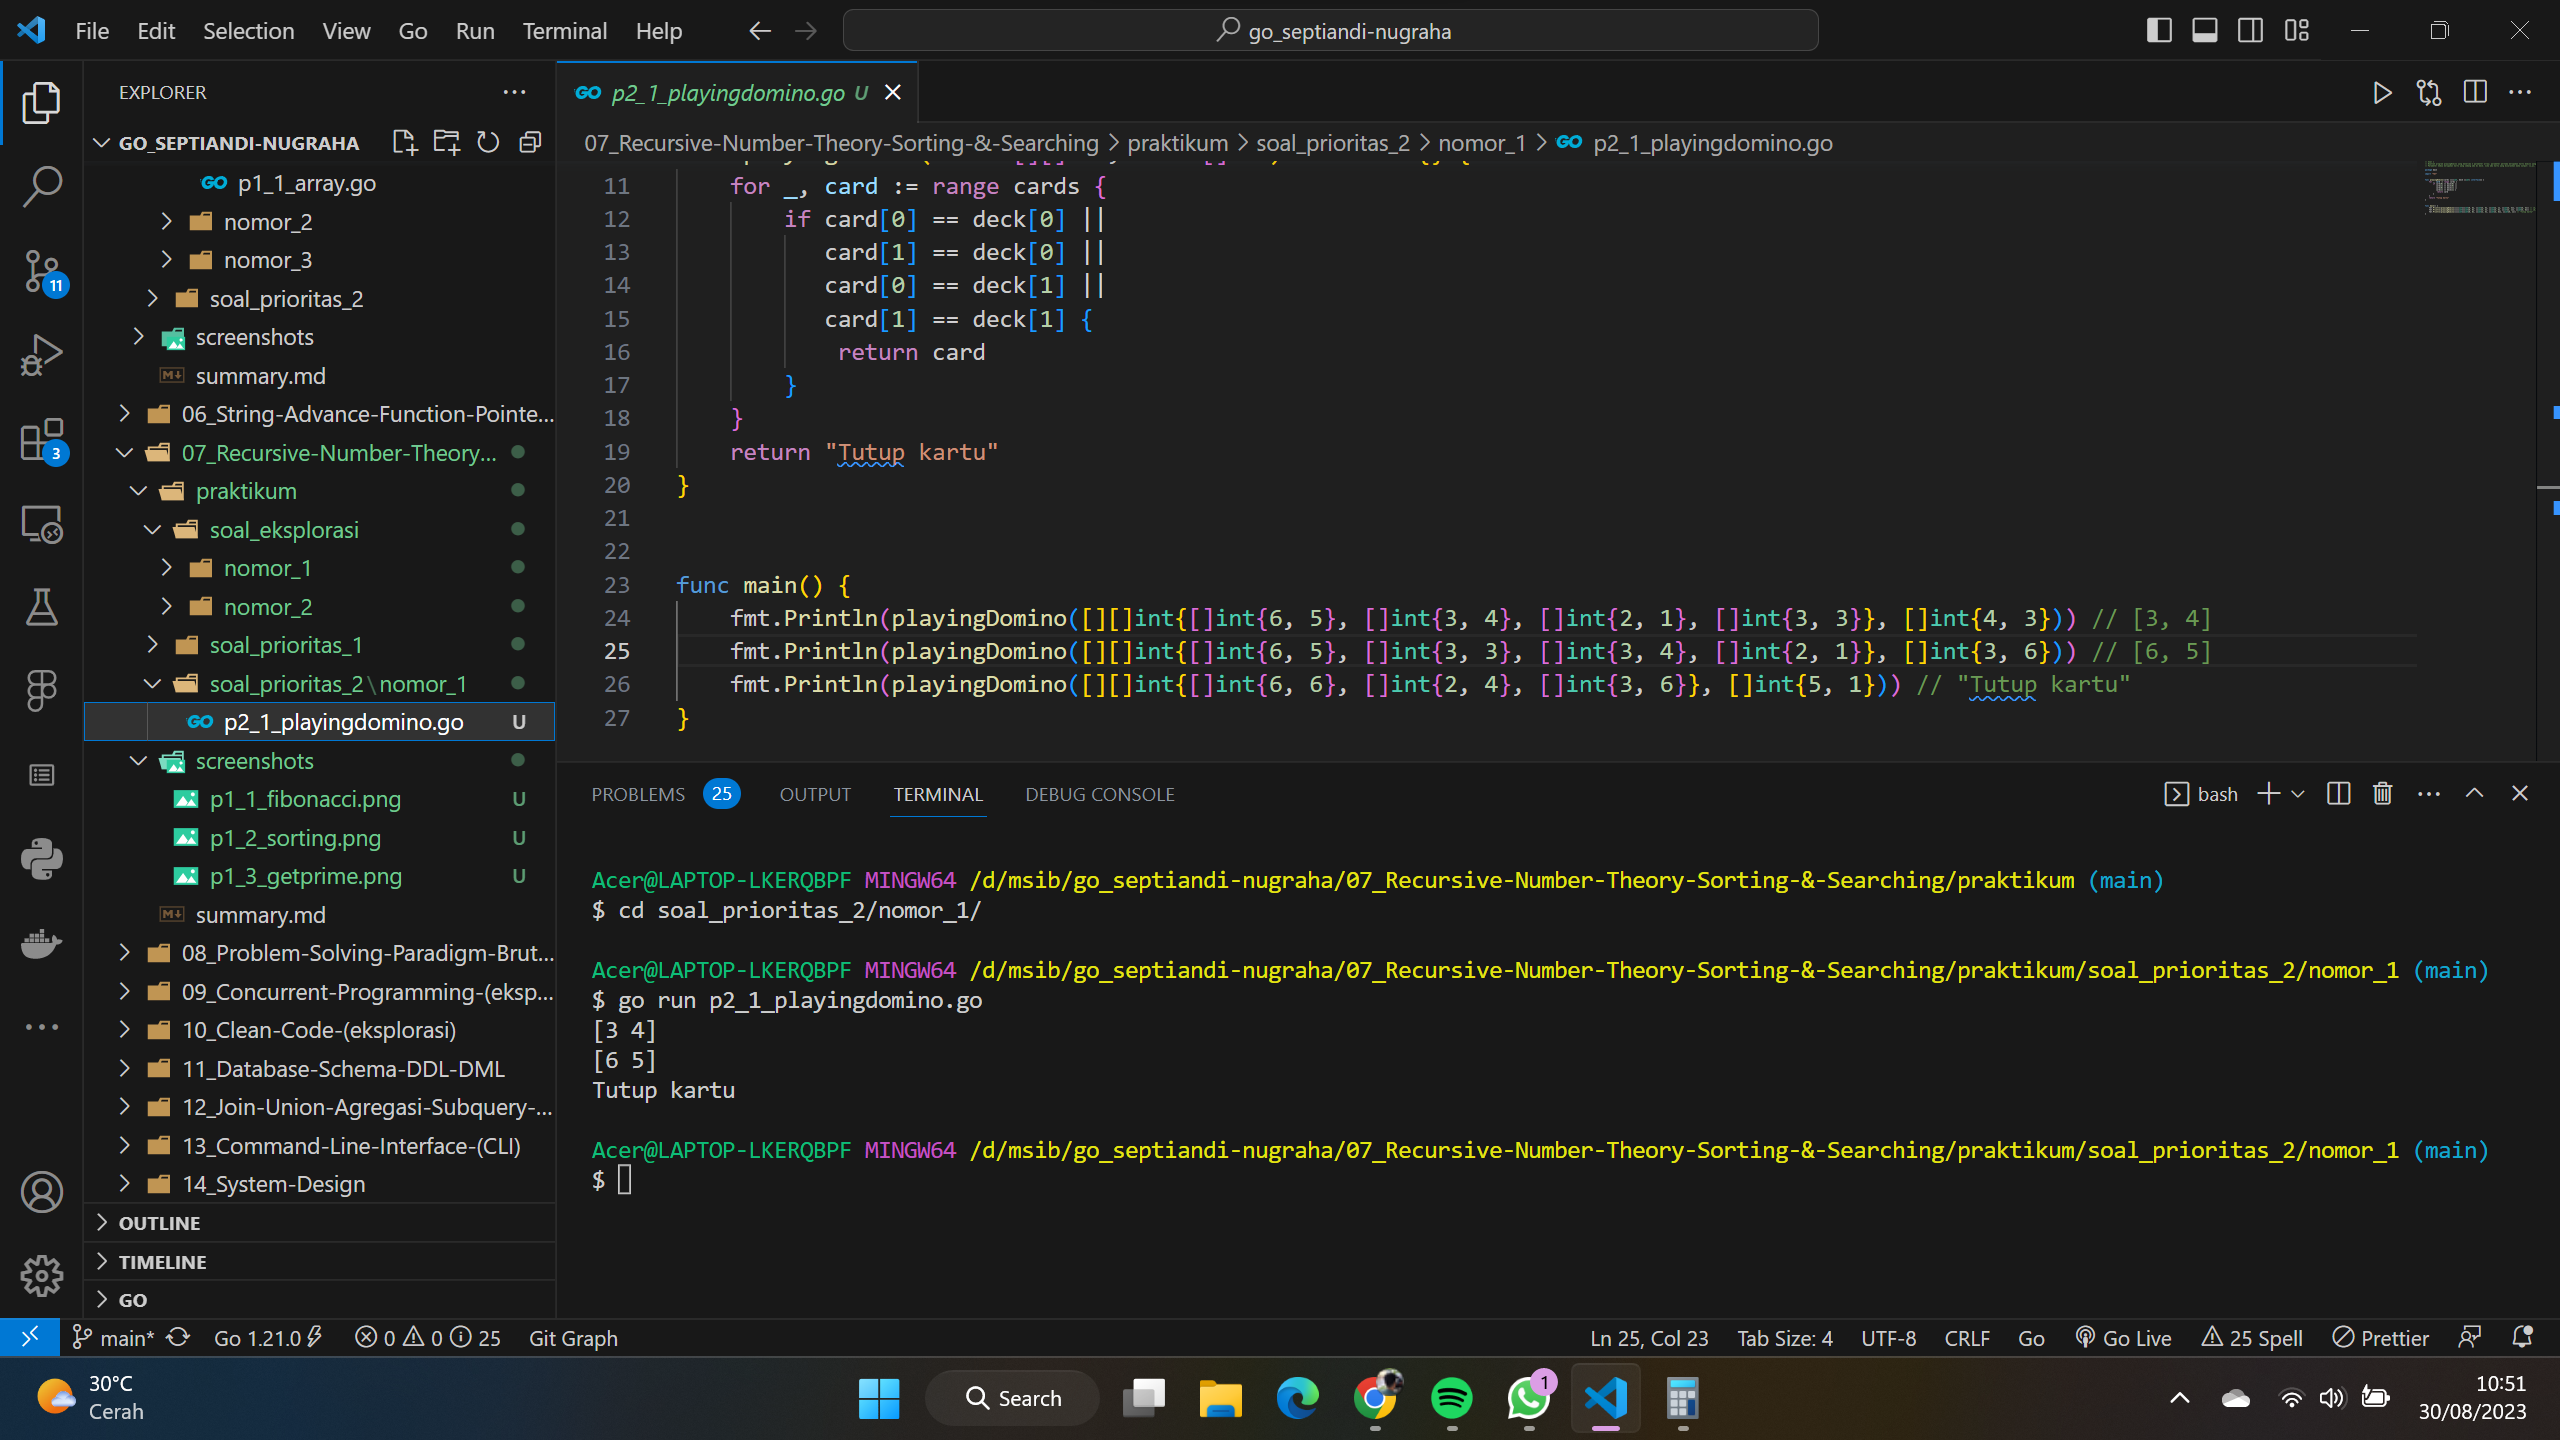 File Edit Selection View Go Run Terminal Help
go_septiandi-nugraha
EXPLORER
GO_SEPTIANDI-NUGRAHA
p1_1_array.go
nomor_2
nomor_3
soal_prioritas_2
screenshots
summary.md
06_String-Advance-Function-Pointe...
07_Recursive-Number-Theory...
praktikum
soal_eksplorasi
nomor_1
nomor_2
soal_prioritas_1
soal_prioritas_2\nomor_1
p2_1_playingdomino.go U
screenshots
p1_1_fibonacci.png U
p1_2_sorting.png U
p1_3_getprime.png U
summary.md
08_Problem-Solving-Paradigm-Brut...
09_Concurrent-Programming-(eksp...
10_Clean-Code-(eksplorasi)
11_Database-Schema-DDL-DML
12_Join-Union-Agregasi-Subquery-...
13_Command-Line-Interface-(CLI)
14_System-Design
OUTLINE
TIMELINE
GO
11
3
p2_1_playingdomino.go U
07_Recursive-Number-Theory-Sorting-&-Searching > praktikum > soal_prioritas_2 > nomor_1 > p2_1_playingdomino.go
11 for _, card := range cards {
12 if card[0] == deck[0] ||
13 card[1] == deck[0] ||
14 card[0] == deck[1] ||
15 card[1] == deck[1] {
16 return card
17 }
18 }
19 return "Tutup kartu"
20 }
21
22
23 func main() {
24 fmt.Println(playingDomino([][]int{[]int{6, 5}, []int{3, 4}, []int{2, 1}, []int{3, 3}}, []int{4, 3})) // [3, 4]
25 fmt.Println(playingDomino([][]int{[]int{6, 5}, []int{3, 3}, []int{3, 4}, []int{2, 1}}, []int{3, 6})) // [6, 5]
26 fmt.Println(playingDomino([][]int{[]int{6, 6}, []int{2, 4}, []int{3, 6}}, []int{5, 1})) // "Tutup kartu"
27 }
PROBLEMS 25 OUTPUT TERMINAL DEBUG CONSOLE
bash
Acer@LAPTOP-LKERQBPF MINGW64 /d/msib/go_septiandi-nugraha/07_Recursive-Number-Theory-Sorting-&-Searching/praktikum (main)
$ cd soal_prioritas_2/nomor_1/
Acer@LAPTOP-LKERQBPF MINGW64 /d/msib/go_septiandi-nugraha/07_Recursive-Number-Theory-Sorting-&-Searching/praktikum/soal_prioritas_2/nomor_1 (main)
$ go run p2_1_playingdomino.go
[3 4]
[6 5]
Tutup kartu
Acer@LAPTOP-LKERQBPF MINGW64 /d/msib/go_septiandi-nugraha/07_Recursive-Number-Theory-Sorting-&-Searching/praktikum/soal_prioritas_2/nomor_1 (main)
$
main* Go 1.21.0 0 0 25 Git Graph
Ln 25, Col 23 Tab Size: 4 UTF-8 CRLF Go Go Live 25 Spell Prettier
30°C
Cerah
Search
1
10:51
30/08/2023